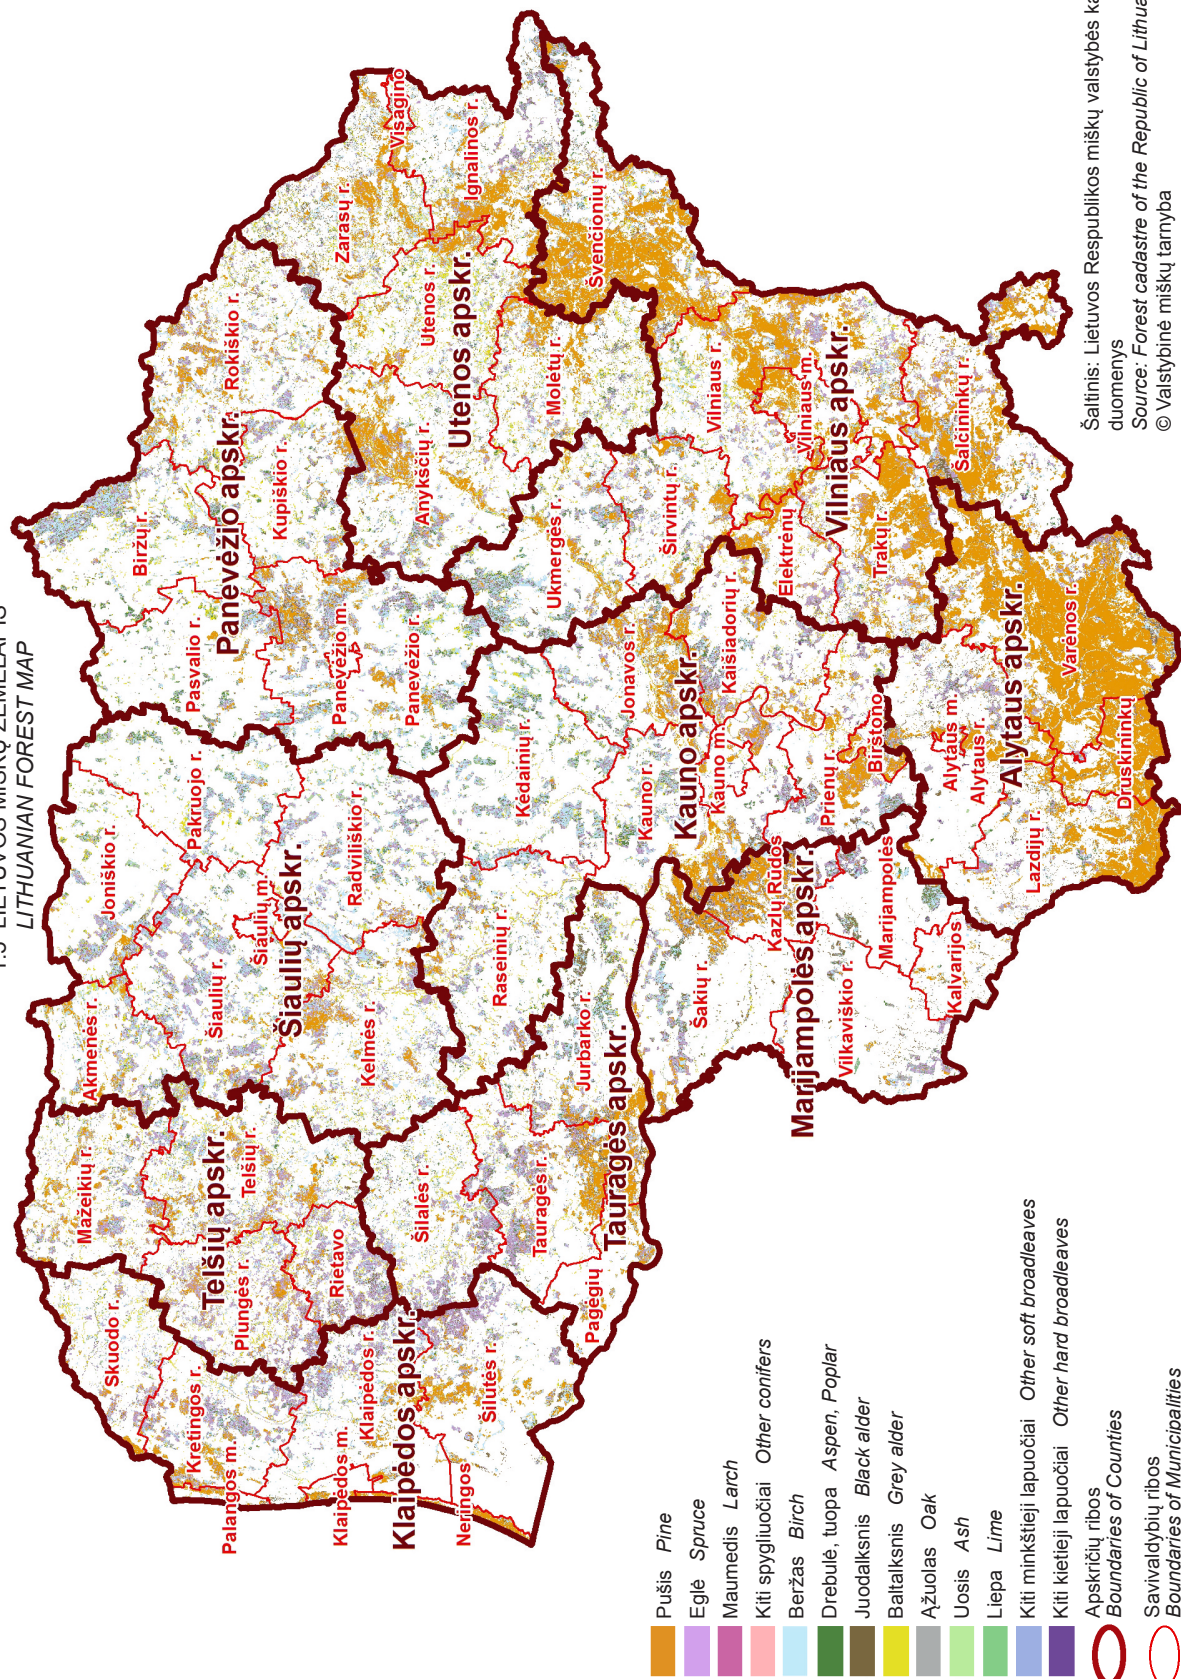 LITHUANIAN FOREST MAP
Skuodo r.
Mažeikių r.
Akmenės r.
Joniškio r.
Biržų r.
Pasvalio r.
Pakruojo r.
Rokiškio r.
Kretingos r.
Palangos m.
Plungės r.
Telšių apskr.
Telšių r.
Šiaulių r.
Šiaulių m.
Šiaulių apskr.
Radviliškio r.
Panevėžio apskr.
Kupiškio r.
Panevėžio m.
Panevėžio r.
Zarasų r.
Visagino
Ignalinos r.
Utenos r.
Utenos apskr.
Anykščių r.
Molėtų r.
Švenčionių r.
Klaipėdos m.
Klaipėdos r.
Klaipėdos apskr.
Rietavo
Kelmės r.
Neringos
Šilutės r.
Šilalės r.
Raseinių r.
Kėdainių r.
Ukmergės r.
Širvintų r.
Tauragės r.
Pagėgių
Tauragės apskr.
Jurbarko r.
Jonavos r.
Kauno r.
Kauno m.
Kauno apskr.
Kaišiadorių r.
Vilniaus r.
Vilniaus m.
Vilniaus apskr.
Elektrėnų
Trakų r.
Šalčininkų r.
Šakių r.
Kazlų Rūdos
Marijampolės apskr.
Vilkaviškio r.
Marijampolės
Kalvarijos
Prienų r.
Birštono
Alytaus m.
Alytaus r.
Alytaus apskr.
Lazdijų r.
Varėnos r.
Druskininkų
Pušis Pine
Eglė Spruce
Maumedis Larch
Kiti spygliuočiai Other conifers
Beržas Birch
Drebulė, tuopa Aspen, Poplar
Juodalksnis Black alder
Baltalksnis Grey alder
Ąžuolas Oak
Uosis Ash
Liepa Lime
Kiti minkštieji lapuočiai Other soft broadleaves
Kiti kietieji lapuočiai Other hard broadleaves
Apskričių ribos
Boundaries of Counties
Savivaldybių ribos
Boundaries of Municipalities
Šaltinis: Lietuvos Respublikos miškų valstybės
duomenys
Source: Forest cadastre of the Republic of
© Valstybinė miškų tarnyba